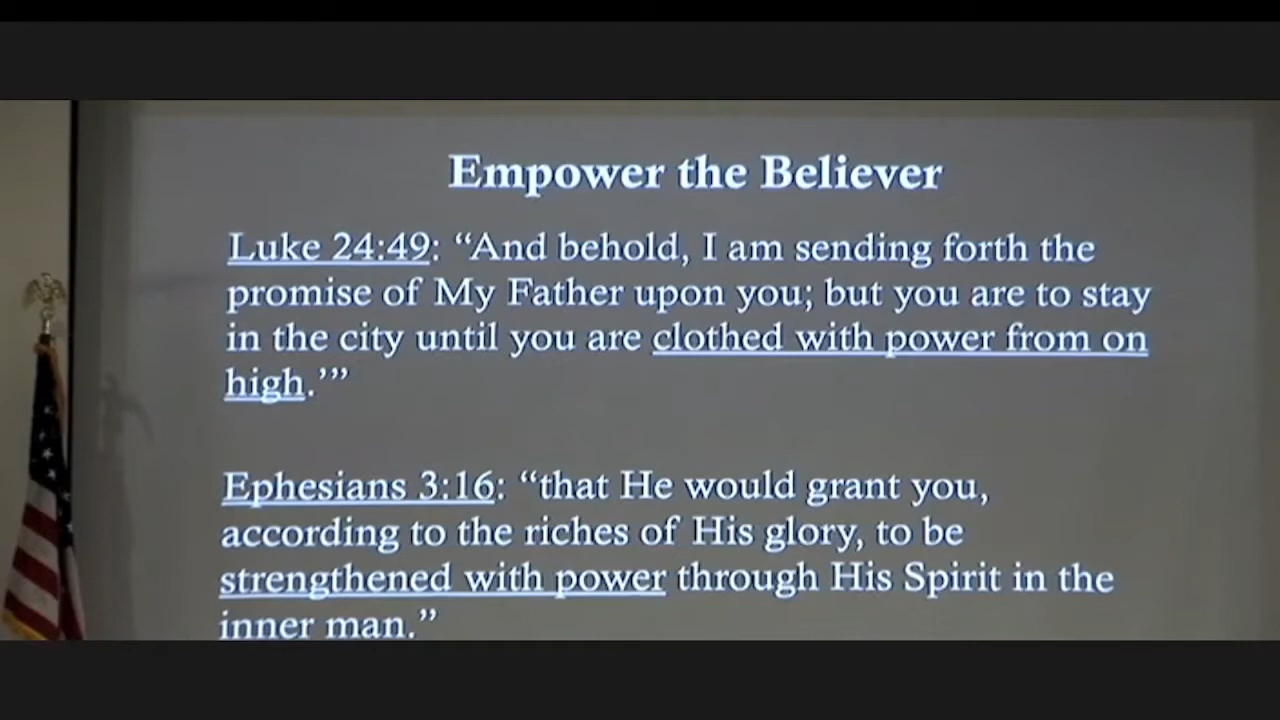 Empower the Believer
Luke 24:49: “And behold, I am sending forth the
promise of My Father upon you; but you are to stay
in the city until you are clothed with power from on
high.’”
Ephesians 3:16: “that He would grant you,
according to the riches of His glory, to be
strengthened with power through His Spirit in the
inner man.”